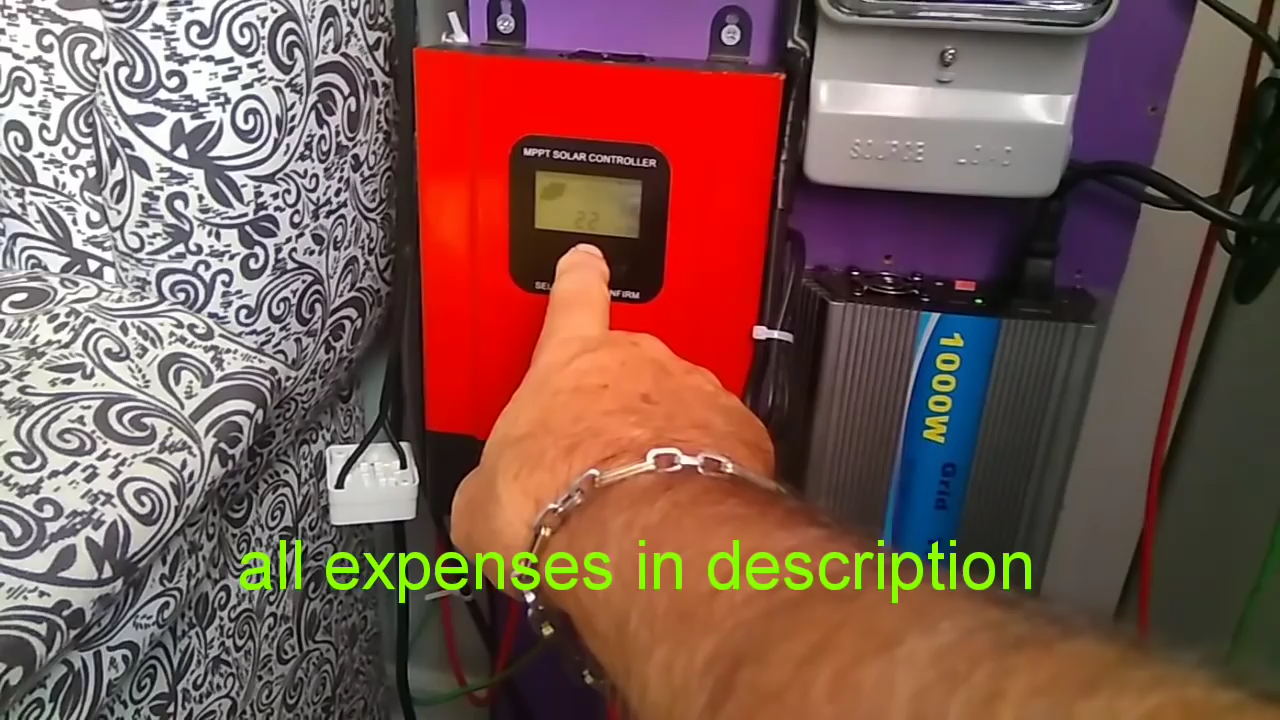 MPPT SOLAR CONTROLLER
22
SOURCE LOAD
1000W Grid
all expenses in description